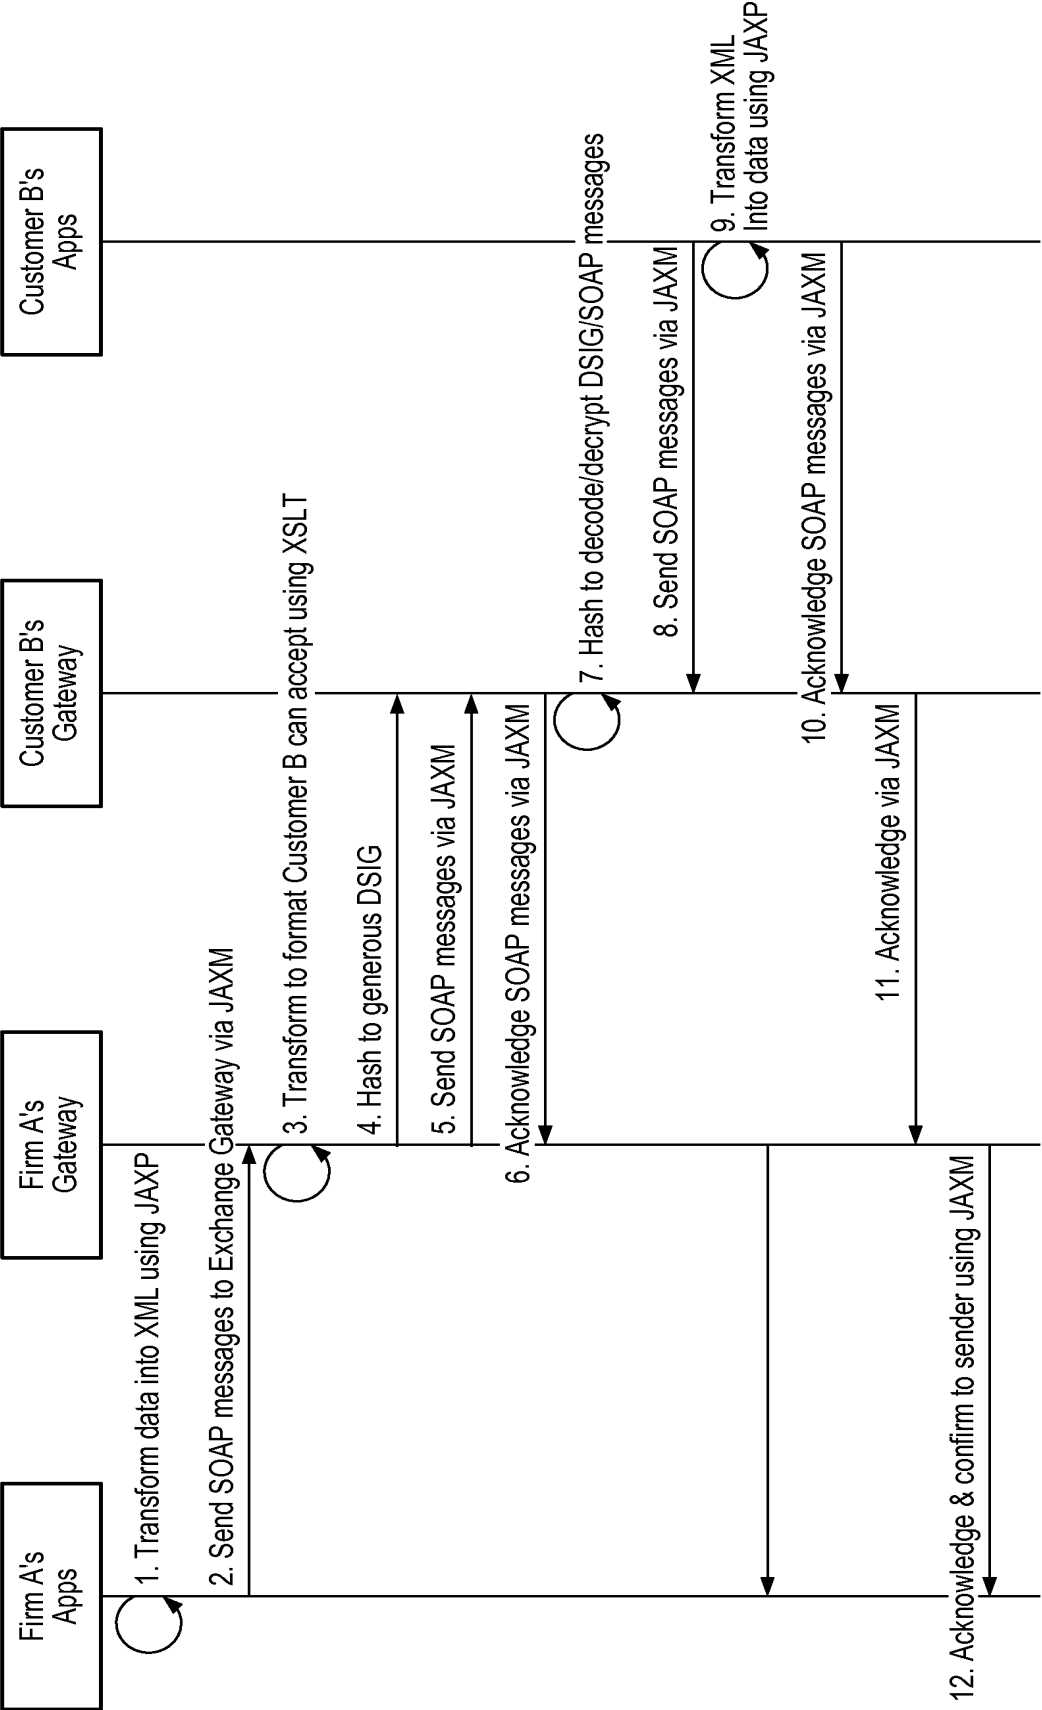 Firm A's
Apps
Firm A's
Gateway
Customer B's
Gateway
Customer B's
Apps
1. Transform data into XML using JAXP
2. Send SOAP messages to Exchange Gateway via JAXM
3. Transform to format Customer B can accept using XSLT
4. Hash to generous DSIG
5. Send SOAP messages via JAXM
6. Acknowledge SOAP messages via JAXM
7. Hash to decode/decrypt DSIG/SOAP messages
8. Send SOAP messages via JAXM
9. Transform XML
Into data using JAXP
10. Acknowledge SOAP messages via JAXM
11. Acknowledge via JAXM
12. Acknowledge & confirm to sender using JAXM